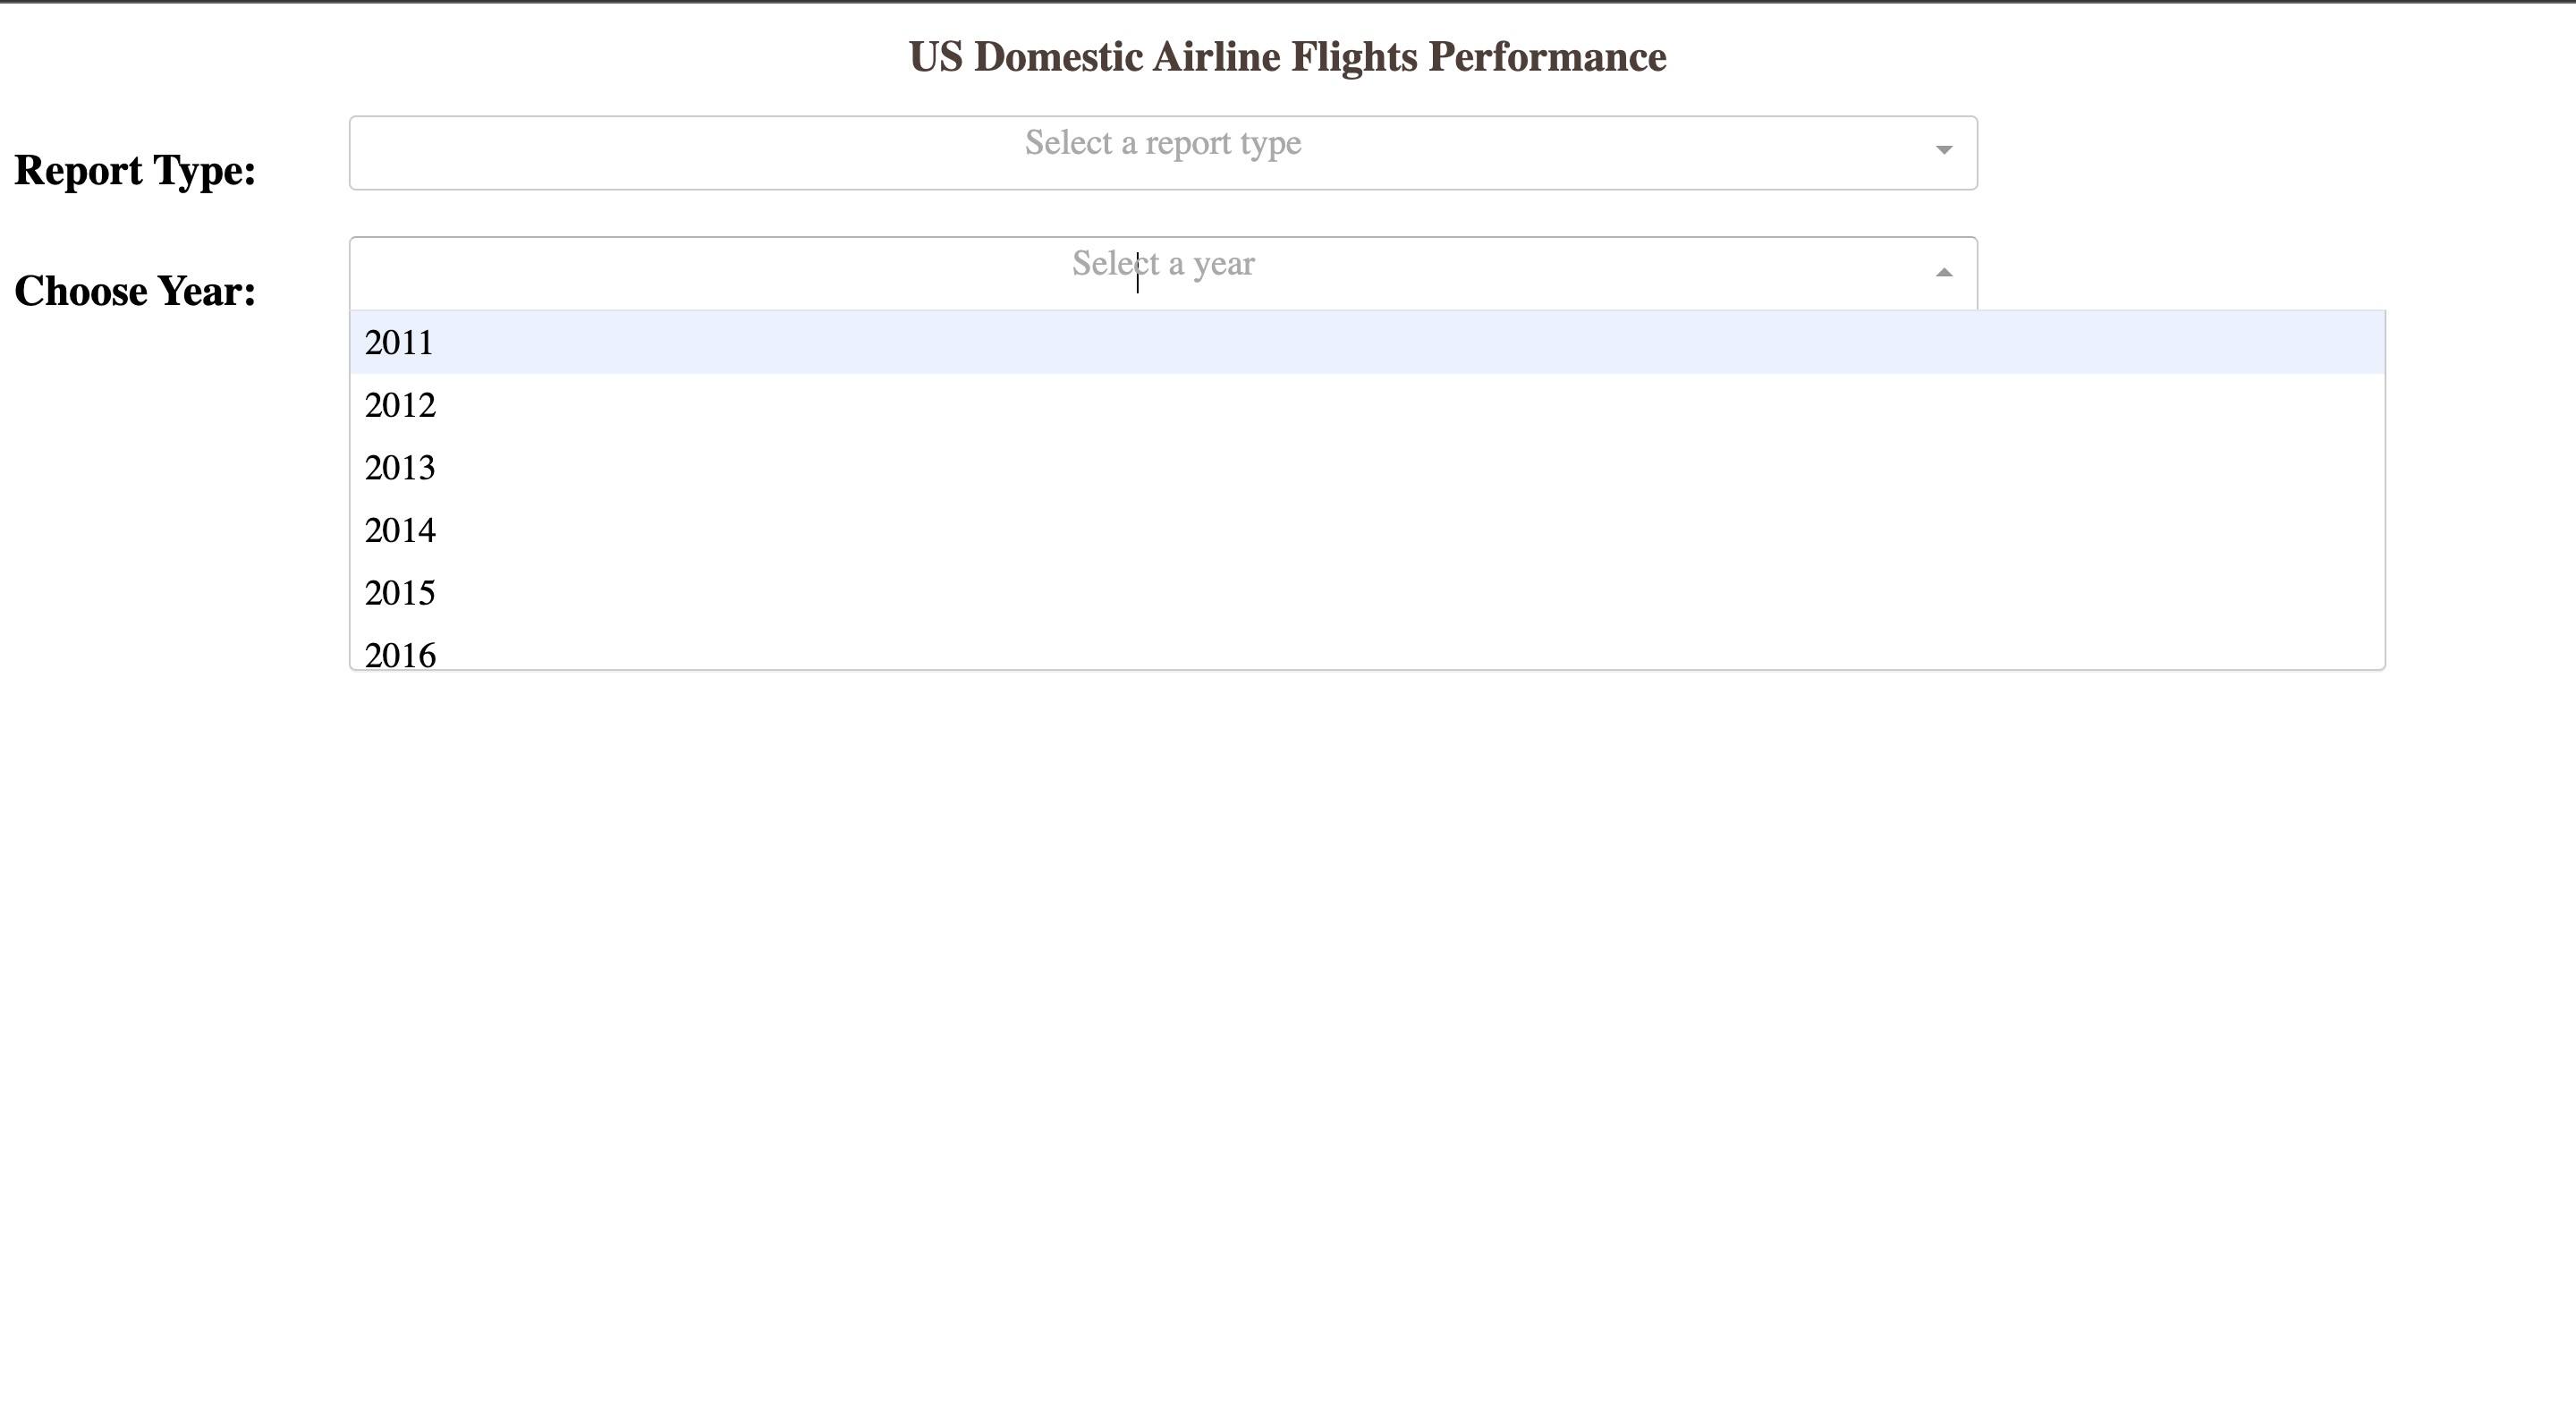 US Domestic Airline Flights Performance
Report Type:
Select a report type
Choose Year:
Select a year
2011
2012
2013
2014
2015
2016